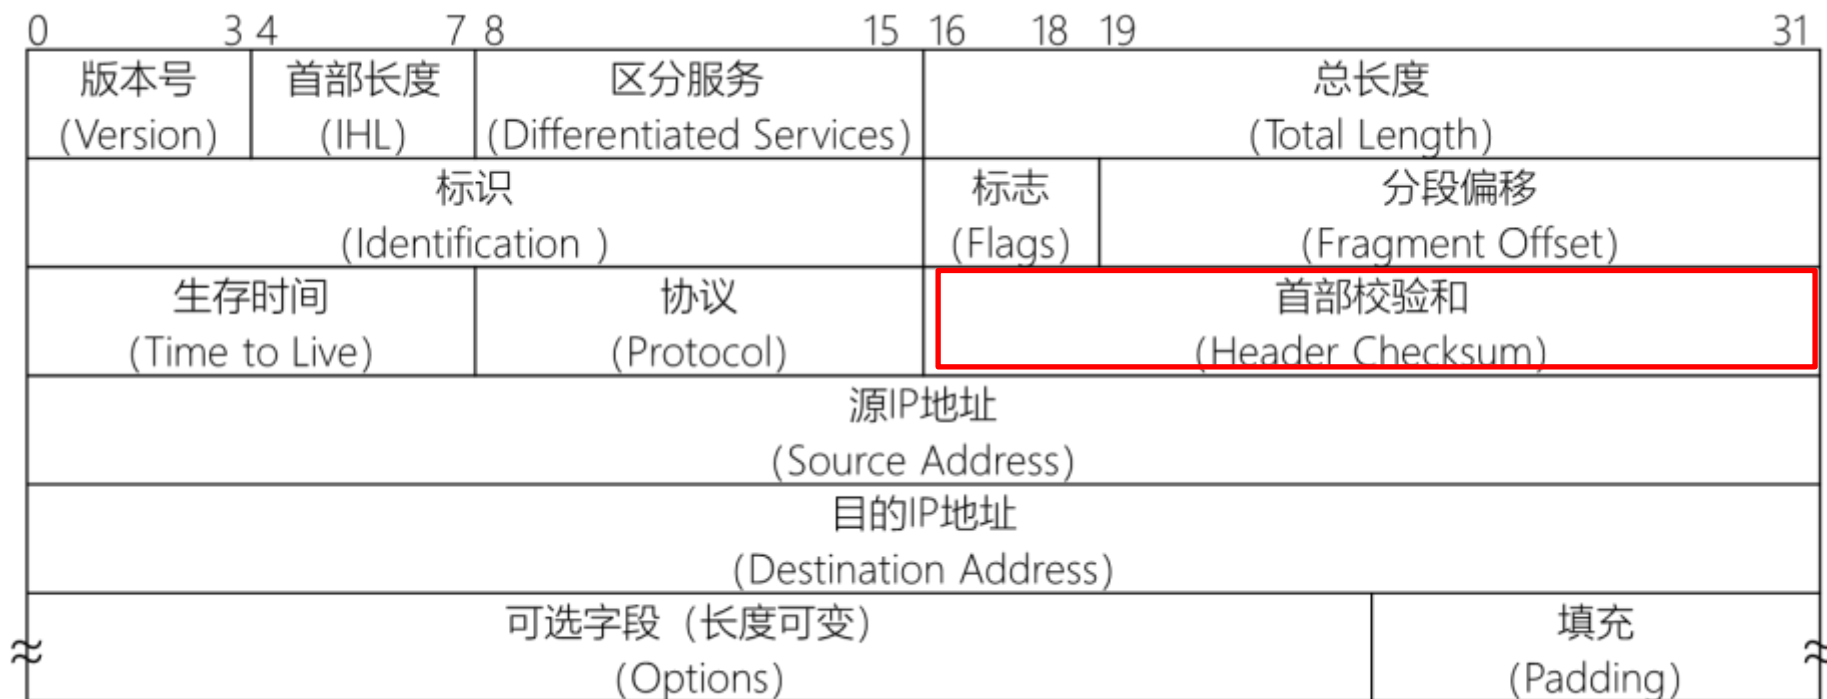 0 3 4 7 8 15 16 18 19 31
版本号 首部长度 区分服务 总长度
(Version) (IHL) (Differentiated Services) (Total Length)
标识 标志 分段偏移
(Identification ) (Flags) (Fragment Offset)
生存时间 协议 首部校验和
(Time to Live) (Protocol) (Header Checksum)
源IP地址
(Source Address)
目的IP地址
(Destination Address)
可选字段（长度可变） 填充
(Options) (Padding)